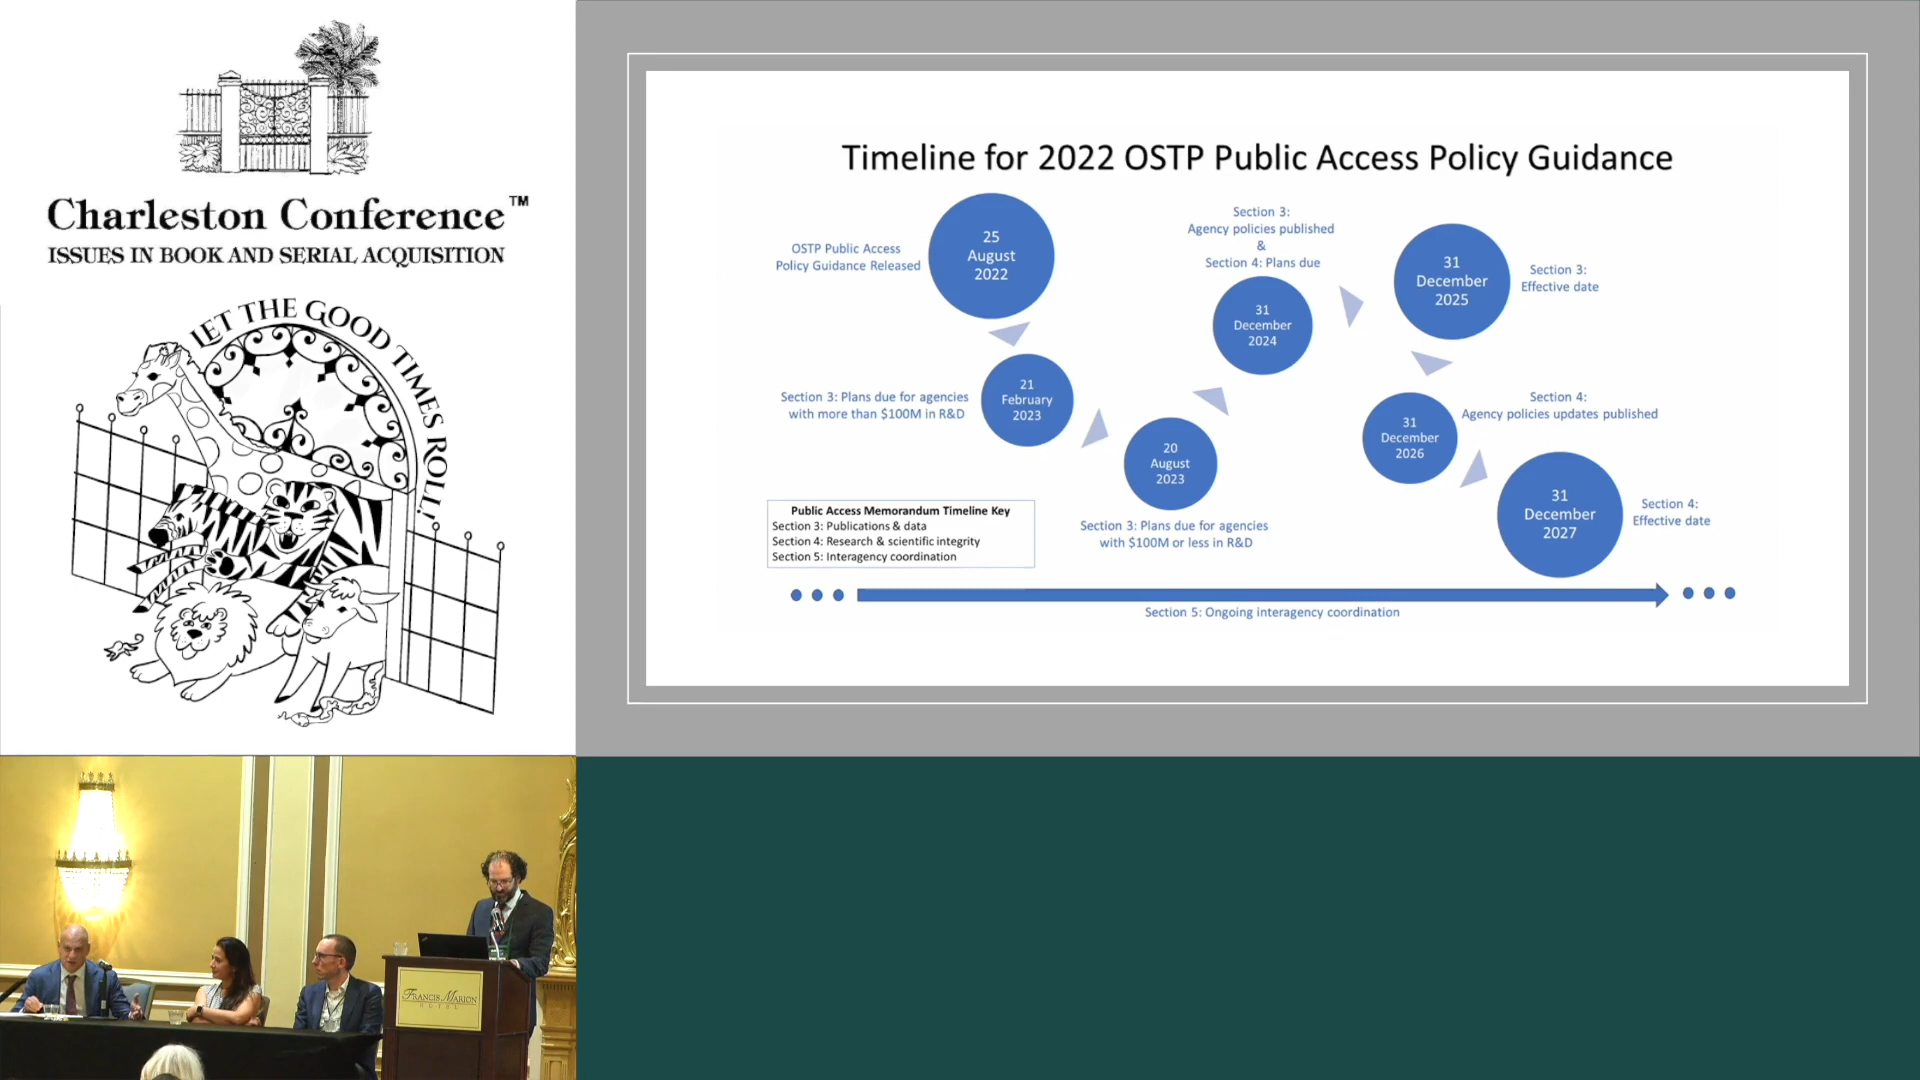 Charleston Conference™
ISSUES IN BOOK AND SERIAL ACQUISITION
LET THE GOOD TIMES ROLL!
Timeline for 2022 OSTP Public Access Policy Guidance
OSTP Public Access
Policy Guidance Released
25
August
2022
Section 3: Plans due for agencies
with more than $100M in R&D
21
February
2023
20
August
2023
Section 3: Plans due for agencies
with $100M or less in R&D
Section 3:
Agency policies published
&
Section 4: Plans due
31
December
2024
31
December
2025
Section 3:
Effective date
31
December
2026
Section 4:
Agency policies updates published
31
December
2027
Section 4:
Effective date
Public Access Memorandum Timeline Key
Section 3: Publications & data
Section 4: Research & scientific integrity
Section 5: Interagency coordination
Section 5: Ongoing interagency coordination
FRANCIS MARION
HOTEL